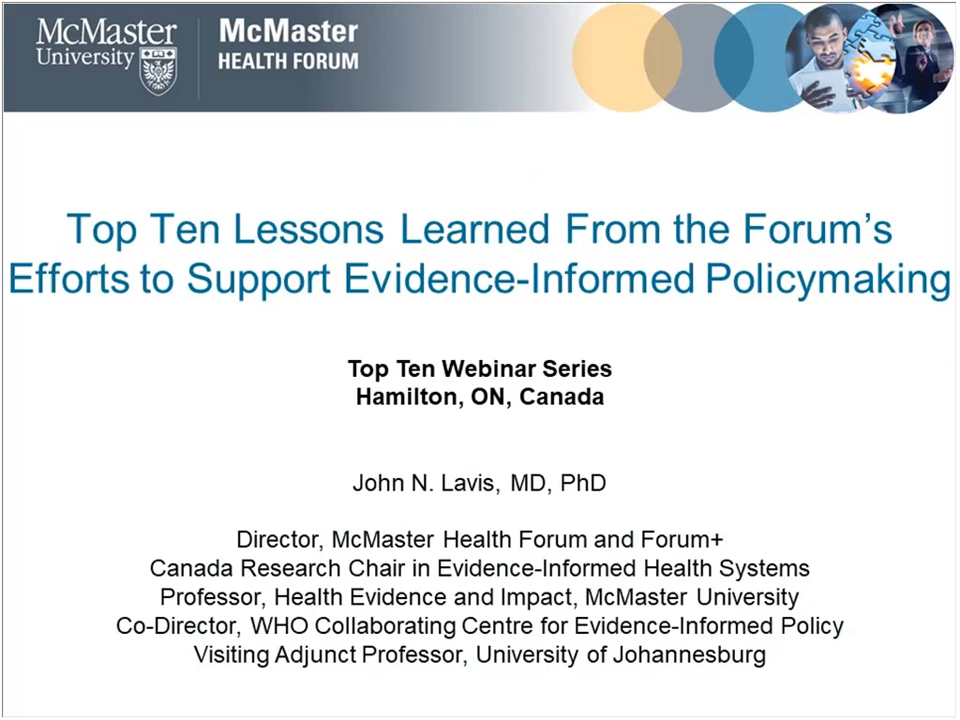 McMaster
University
McMaster
HEALTH FORUM
Top Ten Lessons Learned From the Forum’s
Efforts to Support Evidence-Informed Policymaking
Top Ten Webinar Series
Hamilton, ON, Canada
John N. Lavis, MD, PhD
Director, McMaster Health Forum and Forum+
Canada Research Chair in Evidence-Informed Health Systems
Professor, Health Evidence and Impact, McMaster University
Co-Director, WHO Collaborating Centre for Evidence-Informed Policy
Visiting Adjunct Professor, University of Johannesburg